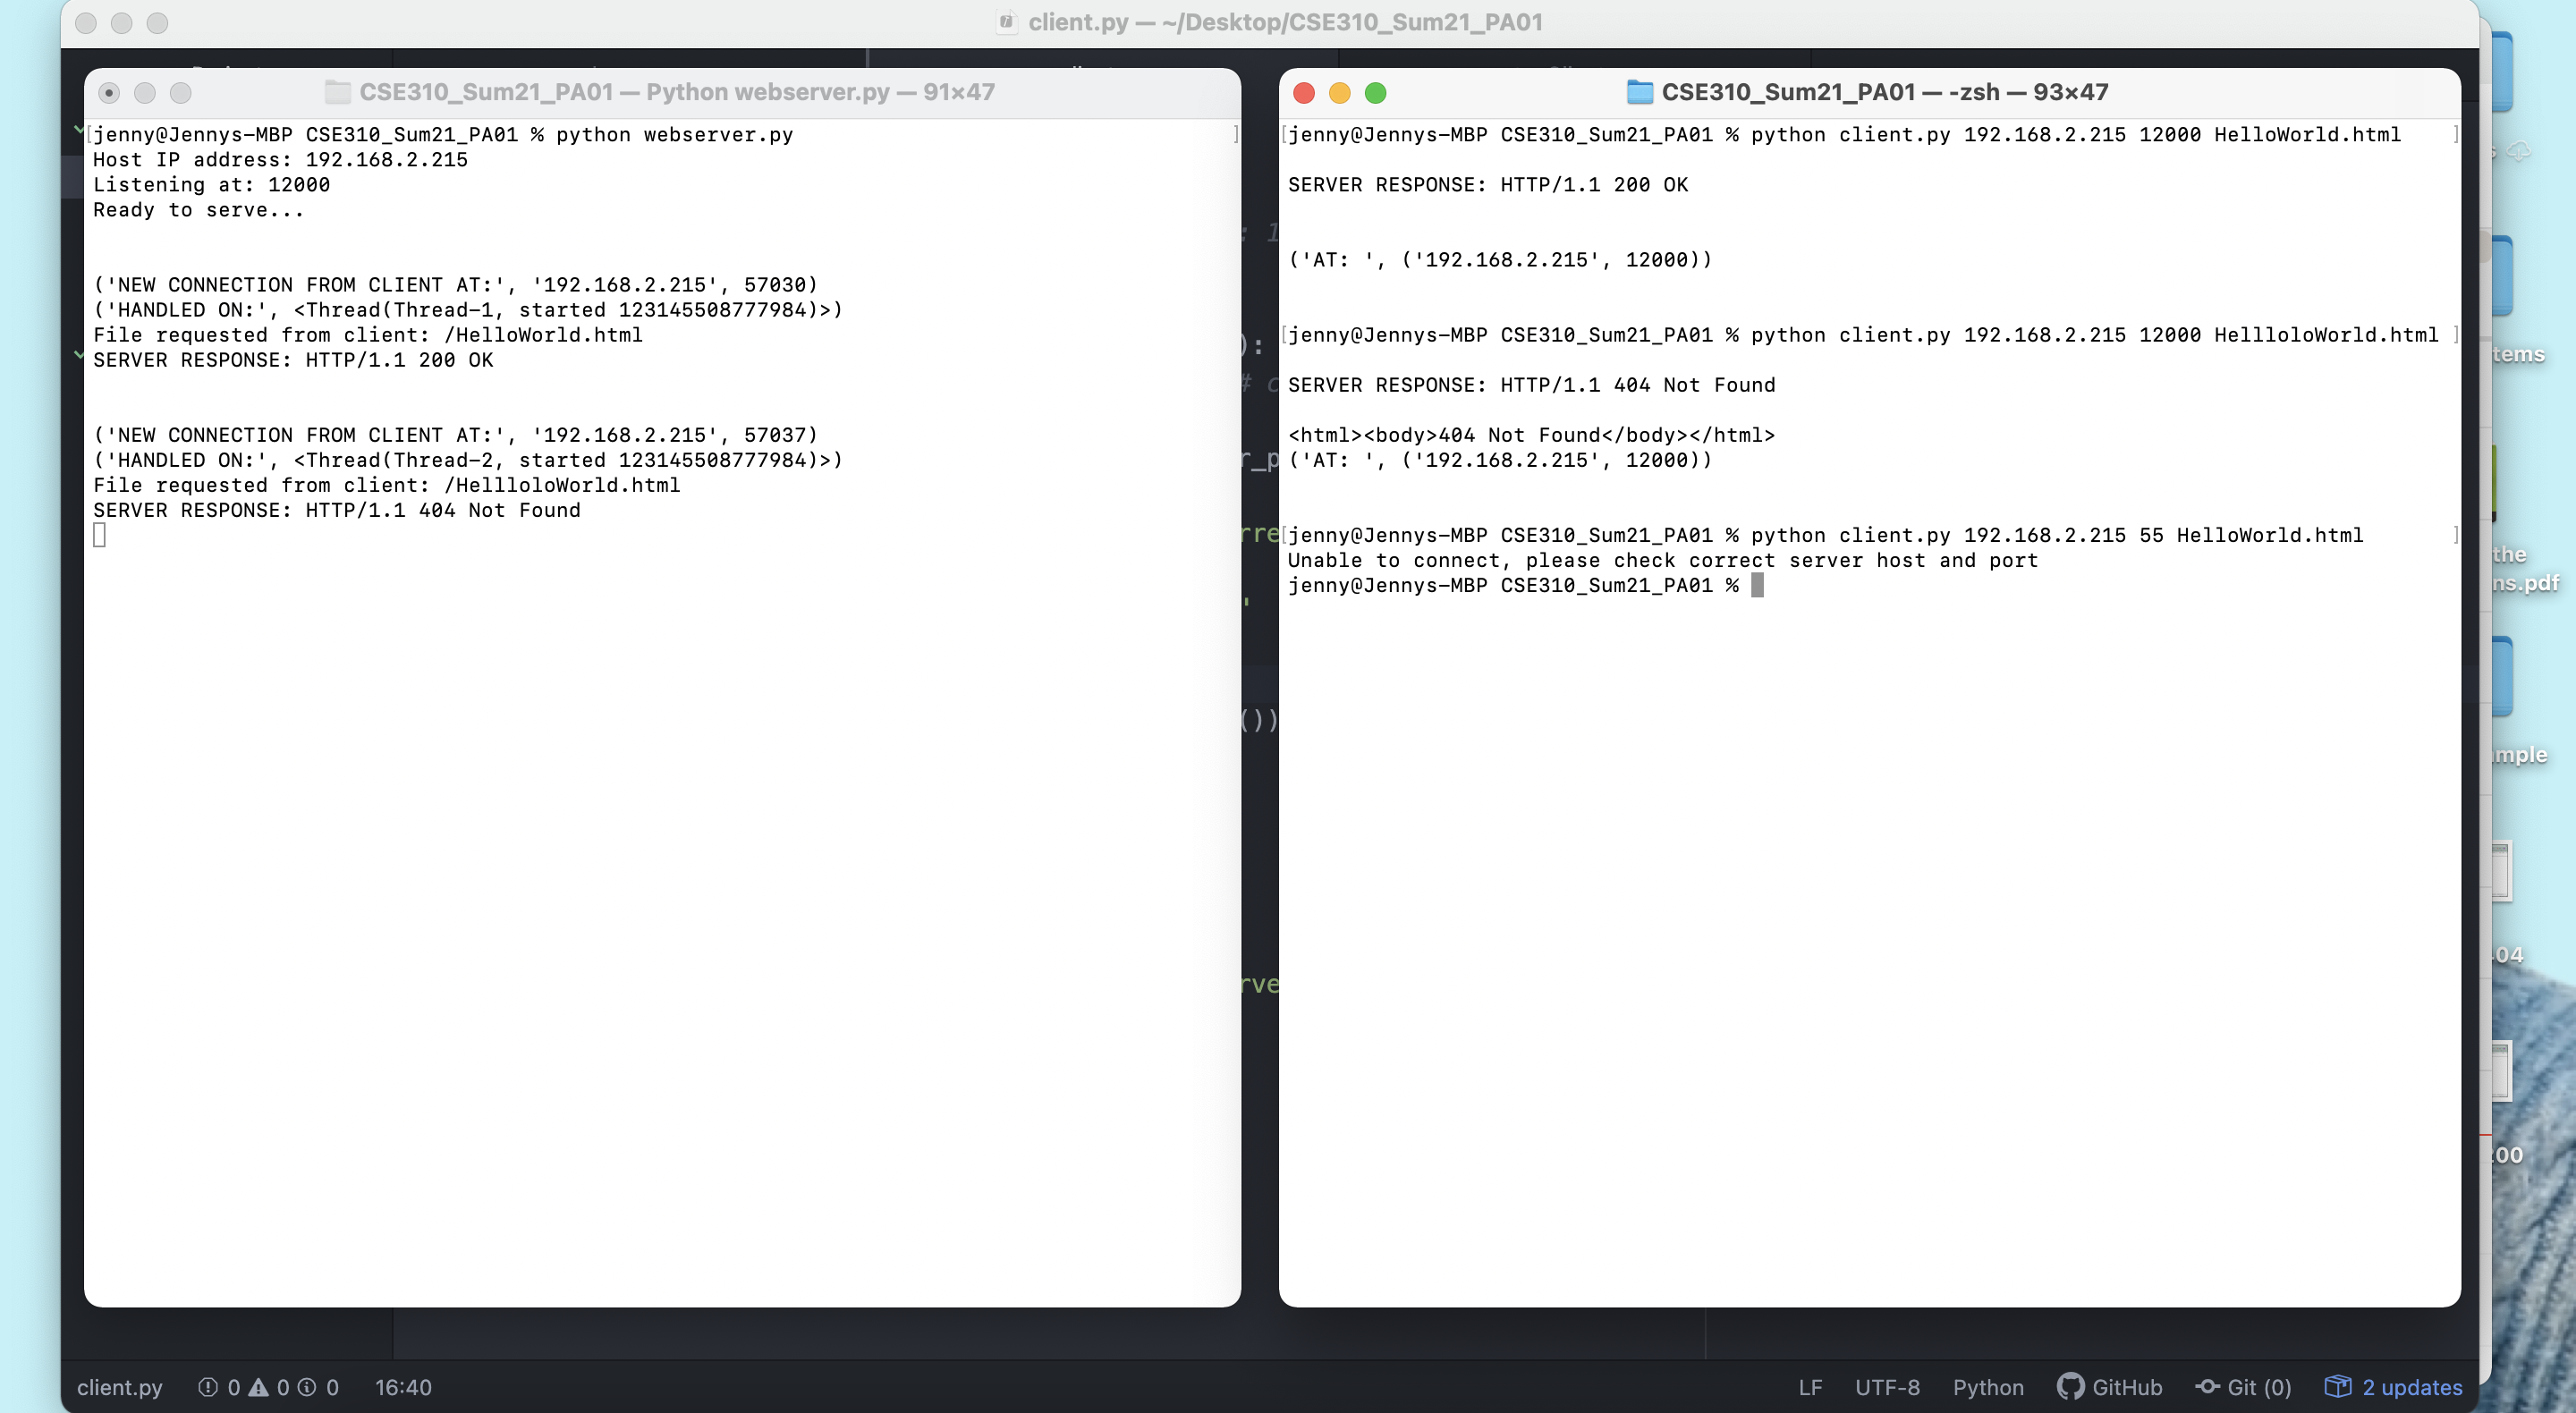 client.py — ~/Desktop/CSE310_Sum21_PA01
CSE310_Sum21_PA01 — Python webserver.py — 91×47
[jenny@Jennys-MBP CSE310_Sum21_PA01 % python webserver.py ]
Host IP address: 192.168.2.215
Listening at: 12000
Ready to serve...
('NEW CONNECTION FROM CLIENT AT:', '192.168.2.215', 57030)
('HANDLED ON:', <Thread(Thread-1, started 123145508777984)>)
File requested from client: /HelloWorld.html
SERVER RESPONSE: HTTP/1.1 200 OK
('NEW CONNECTION FROM CLIENT AT:', '192.168.2.215', 57037)
('HANDLED ON:', <Thread(Thread-2, started 123145508777984)>)
File requested from client: /HellloloWorld.html
SERVER RESPONSE: HTTP/1.1 404 Not Found
CSE310_Sum21_PA01 — -zsh — 93×47
[jenny@Jennys-MBP CSE310_Sum21_PA01 % python client.py 192.168.2.215 12000 HelloWorld.html ]
SERVER RESPONSE: HTTP/1.1 200 OK
('AT: ', ('192.168.2.215', 12000))
[jenny@Jennys-MBP CSE310_Sum21_PA01 % python client.py 192.168.2.215 12000 HellloloWorld.html ]
SERVER RESPONSE: HTTP/1.1 404 Not Found
<html><body>404 Not Found</body></html>
('AT: ', ('192.168.2.215', 12000))
[jenny@Jennys-MBP CSE310_Sum21_PA01 % python client.py 192.168.2.215 55 HelloWorld.html ]
Unable to connect, please check correct server host and port
jenny@Jennys-MBP CSE310_Sum21_PA01 %
):
# c
r_p
rre
())
rve
tems
the
ns.pdf
mple
04
00
client.py 0 0 0 16:40 LF UTF-8 Python GitHub Git (0) 2 updates